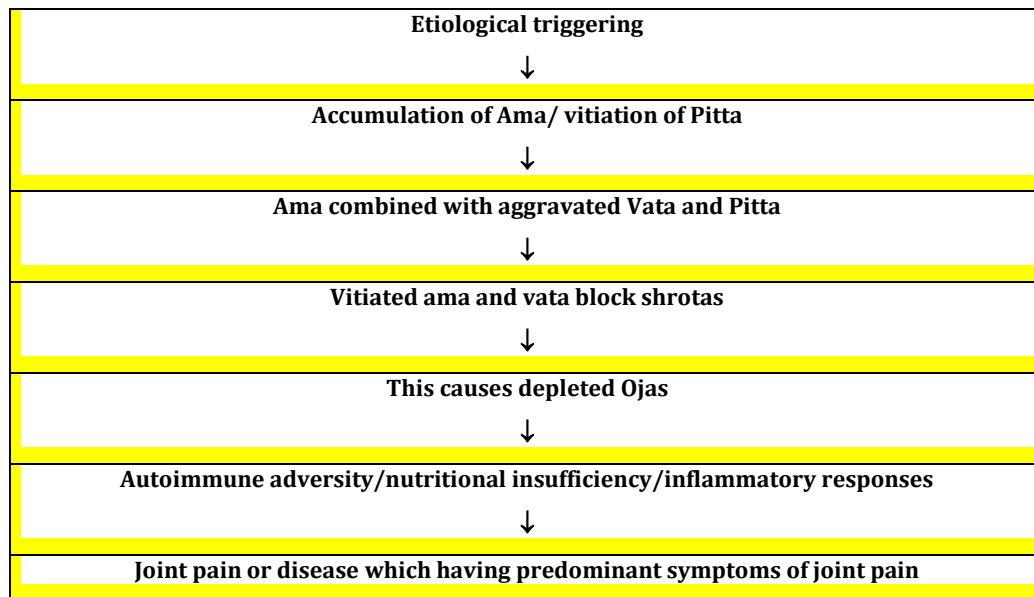 Etiological triggering
↓
Accumulation of Ama/ vitiation of Pitta
↓
Ama combined with aggravated Vata and Pitta
↓
Vitiated ama and vata block shrotas
↓
This causes depleted Ojas
↓
Autoimmune adversity/nutritional insufficiency/inflammatory responses
↓
Joint pain or disease which having predominant symptoms of joint pain